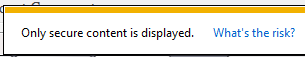 Only secure content is displayed. What's the risk?